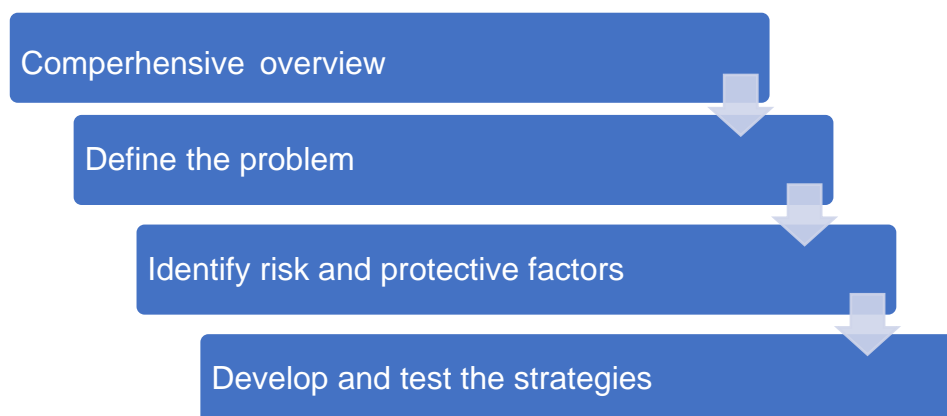 Comperhensive overview
Define the problem
Identify risk and protective factors
Develop and test the strategies